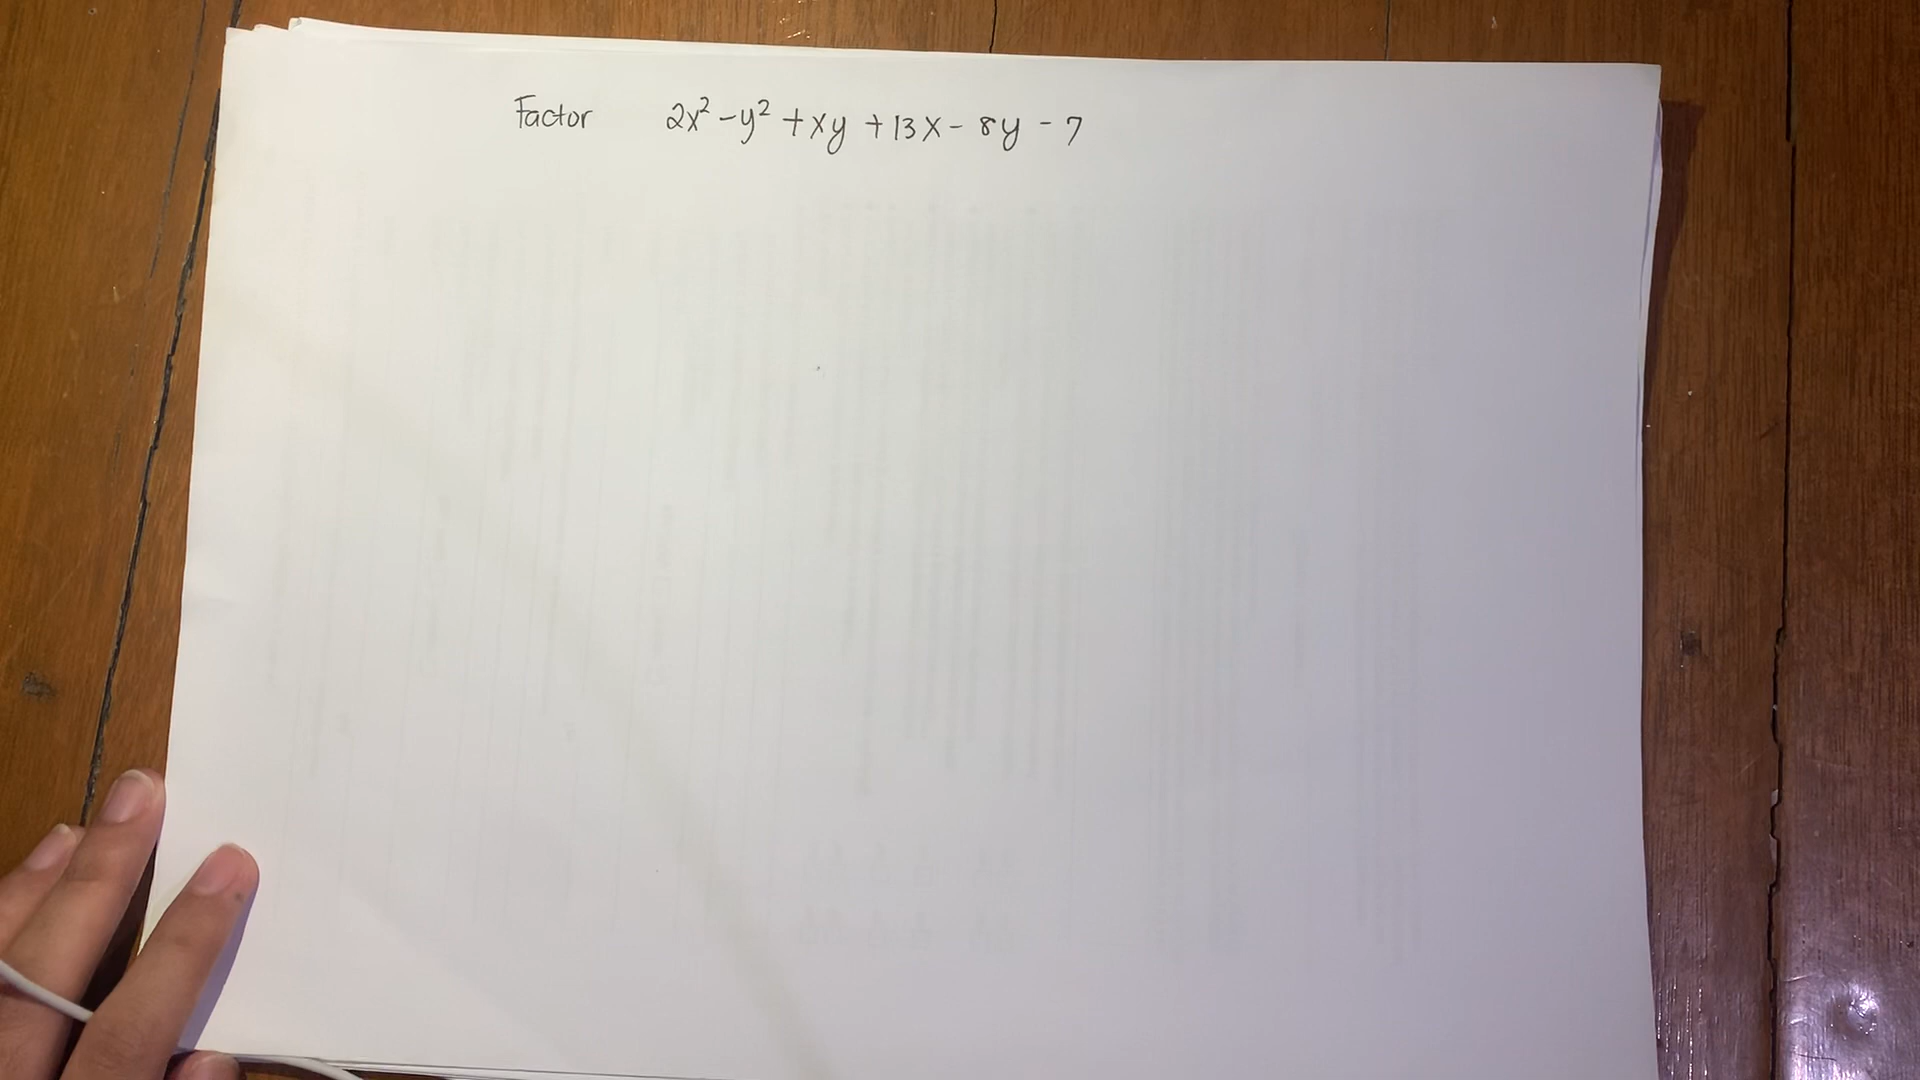 Factor 2x² - y² + xy + 13x - 8y - 7